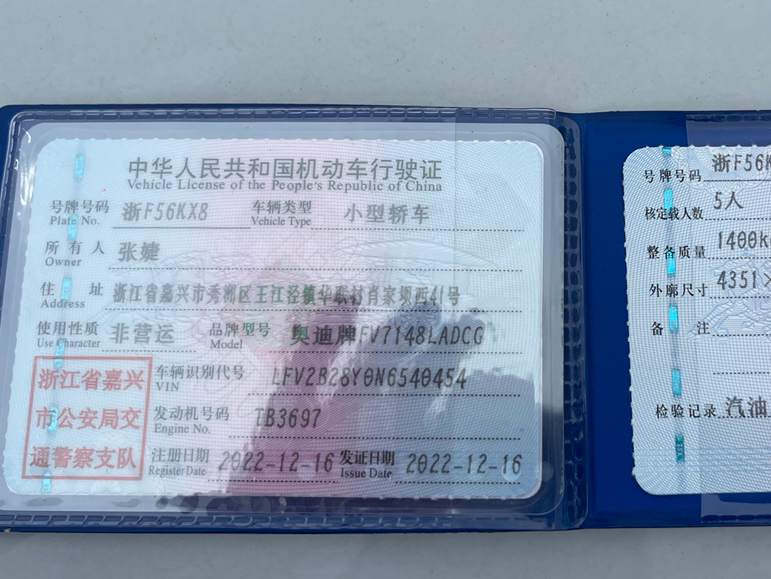 中华人民共和国机动车行驶证
Vehicle License of the People's Republic of China
号牌号码 浙F56KX8 车辆类型 小型轿车
Plate No. Vehicle Type
所有人 张婕
Owner
住址 浙江省嘉兴市秀洲区王江泾镇华联村肖家坝西41号
Address
使用性质 非营运 品牌型号 奥迪牌FV7148LADCG
Use Character Model
浙江省嘉兴
市公安局交
通警察支队
车辆识别代号 LFV2B28Y0N6540454
VIN
发动机号码 TB3697
Engine No.
注册日期 2022-12-16 发证日期 2022-12-16
Register Date Issue Date
号牌号码 浙F56K
核定载人数 5人
整备质量 1400k
外廓尺寸 4351×
备注
检验记录 汽油